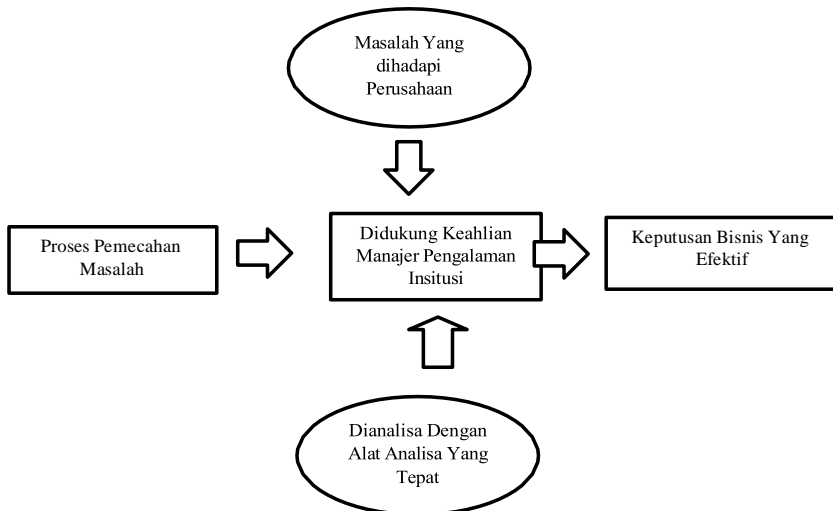 Masalah Yang
dihadapi
Perusahaan
Proses Pemecahan
Masalah
Didukung Keahlian
Manajer Pengalaman
Insitusi
Keputusan Bisnis Yang
Efektif
Dianalisa Dengan
Alat Analisa Yang
Tepat